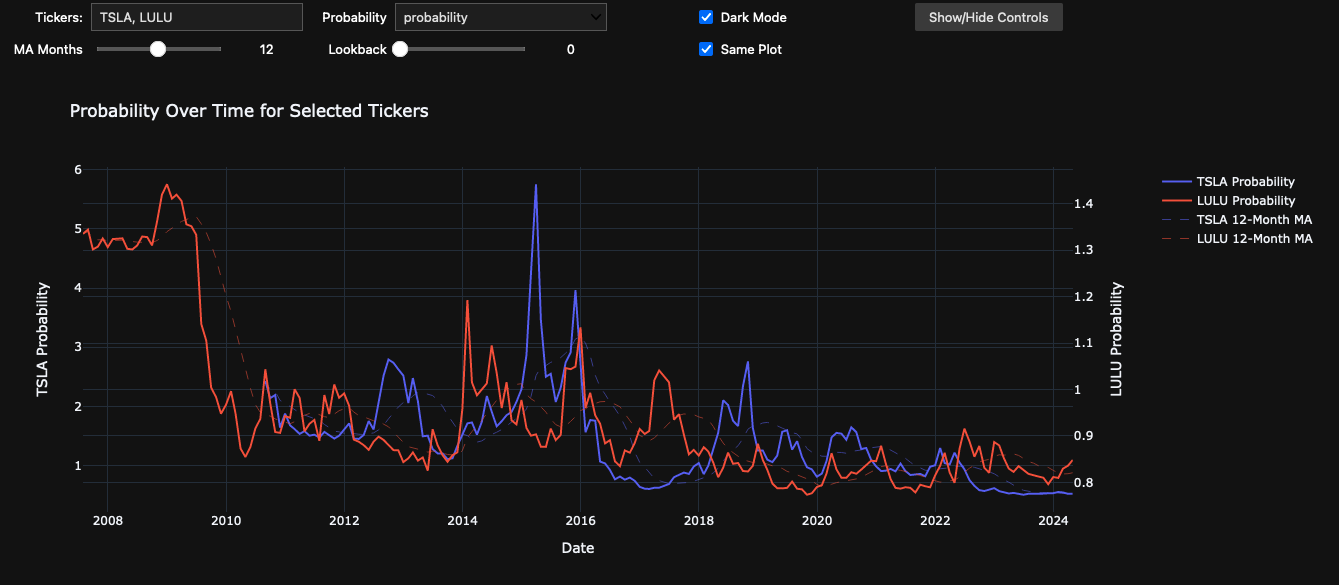 Tickers: TSLA, LULU Probability probability Dark Mode Show/Hide Controls
MA Months 12 Lookback 0 Same Plot
Probability Over Time for Selected Tickers
TSLA Probability
6
5
4
3
2
1
2008 2010 2012 2014 2016 2018 2020 2022 2024
Date
1.4
1.3
1.2
1.1
1
0.9
0.8
LULU Probability
TSLA Probability
LULU Probability
TSLA 12-Month MA
LULU 12-Month MA